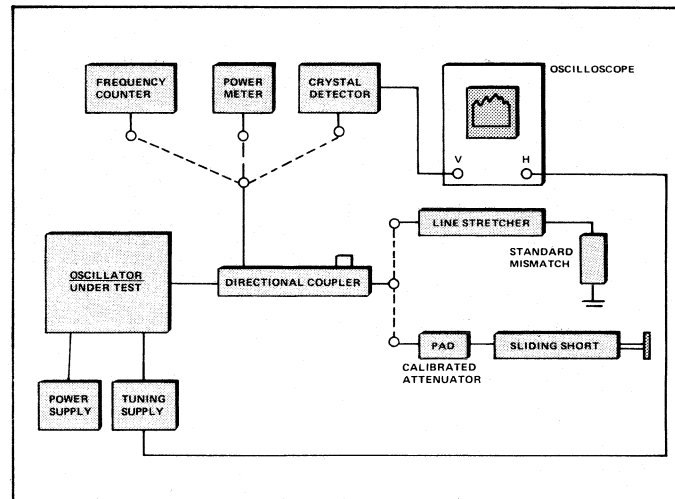 FREQUENCY
COUNTER
POWER
METER
CRYSTAL
DETECTOR
OSCILLOSCOPE
V
H
LINE STRETCHER
STANDARD
MISMATCH
OSCILLATOR
UNDER TEST
DIRECTIONAL COUPLER
PAD
CALIBRATED
ATTENUATOR
SLIDING SHORT
POWER
SUPPLY
TUNING
SUPPLY